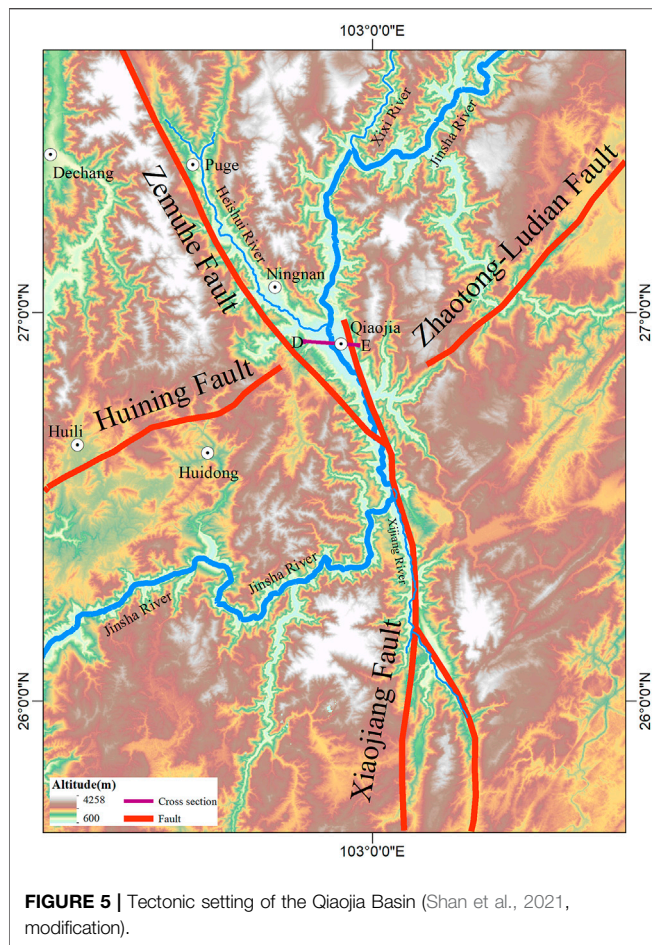 103°0'0"E
Xixi River
Jinsha River
Dechang
Puge
Zemuhe Fault
Heishui River
Zhaotong-Ludian Fault
Ningnan
27°0'0"N
27°0'0"N
Qiaojia
D
E
Huining Fault
Huili
Huidong
Xijiang River
Jinsha River
Jinsha River
Xiaojiang Fault
26°0'0"N
26°0'0"N
Altitude(m)
4258
600
Cross section
Fault
103°0'0"E
FIGURE 5 | Tectonic setting of the Qiaojia Basin (Shan et al., 2021,
modification).